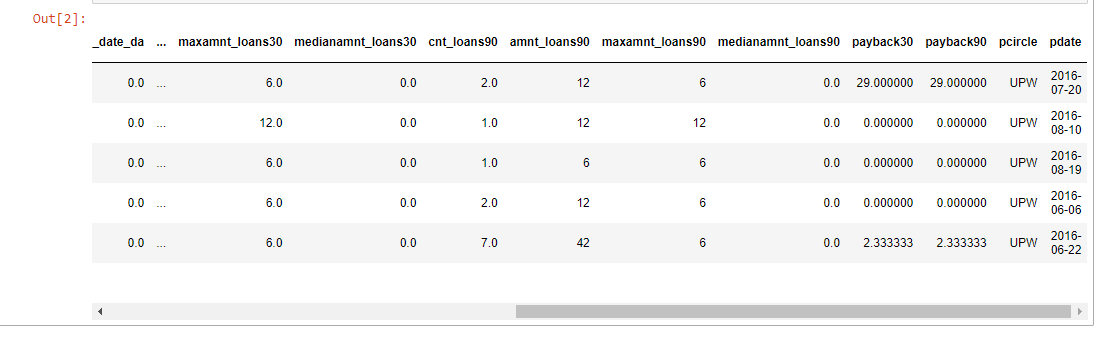 Out[2]:
_date_da ... maxamnt_loans30 medianamnt_loans30 cnt_loans90 amnt_loans90 maxamnt_loans90 medianamnt_loans90 payback30 payback90 pcircle pdate
0.0 ... 6.0 0.0 2.0 12 6 0.0 29.000000 29.000000 UPW 2016-
07-20
0.0 ... 12.0 0.0 1.0 12 12 0.0 0.000000 0.000000 UPW 2016-
08-10
0.0 ... 6.0 0.0 1.0 6 6 0.0 0.000000 0.000000 UPW 2016-
08-19
0.0 ... 6.0 0.0 2.0 12 6 0.0 0.000000 0.000000 UPW 2016-
06-06
0.0 ... 6.0 0.0 7.0 42 6 0.0 2.333333 2.333333 UPW 2016-
06-22